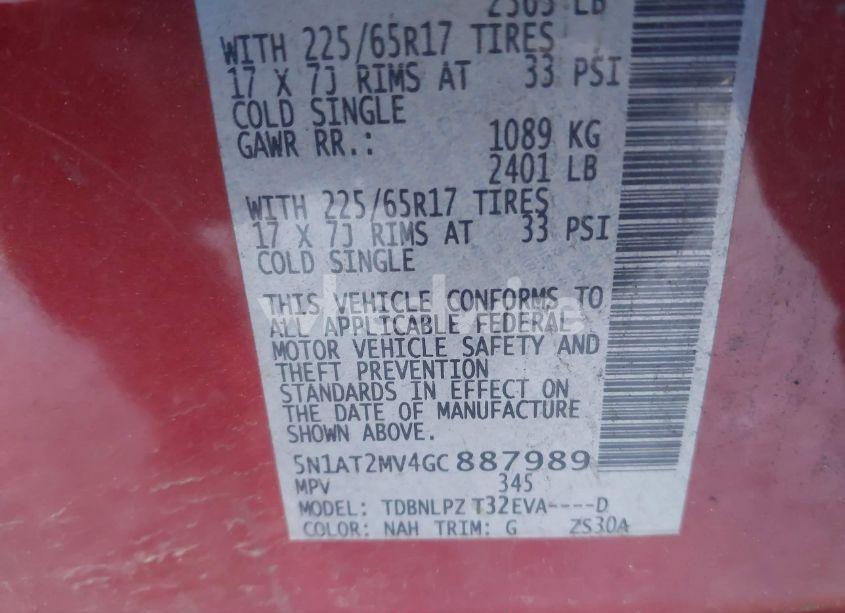 2505 LB
WITH 225/65R17 TIRES
17 X 7J RIMS AT 33 PSI
COLD SINGLE
GAWR RR.: 1089 KG
2401 LB
WITH 225/65R17 TIRES
17 X 7J RIMS AT 33 PSI
COLD SINGLE
THIS VEHICLE CONFORMS TO
ALL APPLICABLE FEDERAL
MOTOR VEHICLE SAFETY AND
THEFT PREVENTION
STANDARDS IN EFFECT ON
THE DATE OF MANUFACTURE
SHOWN ABOVE.
5N1AT2MV4GC887989
MPV 345
MODEL: TDBNLPZ T32EVA----D
COLOR: NAH TRIM: G ZS30A